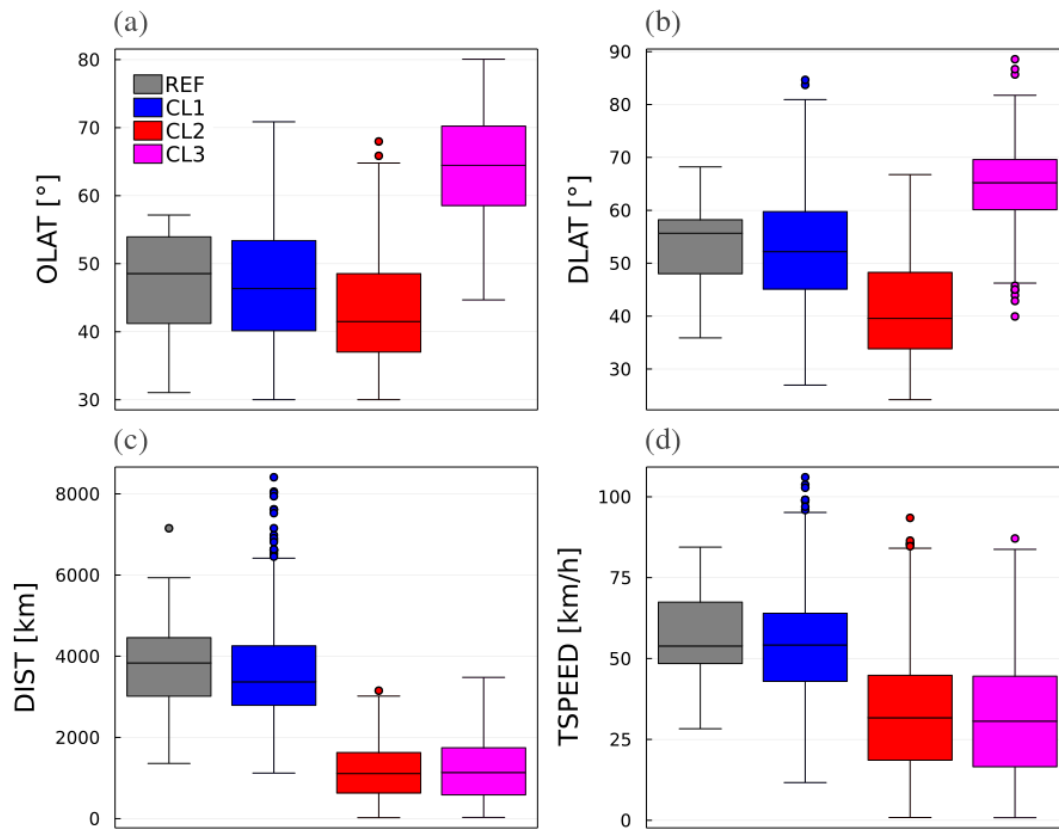 (a)
OLAT [°]
80
70
60
50
40
30
REF
CL1
CL2
CL3
(b)
DLAT [°]
90
80
70
60
50
40
30
(c)
DIST [km]
8000
6000
4000
2000
0
(d)
TSPEED [km/h]
100
75
50
25
0